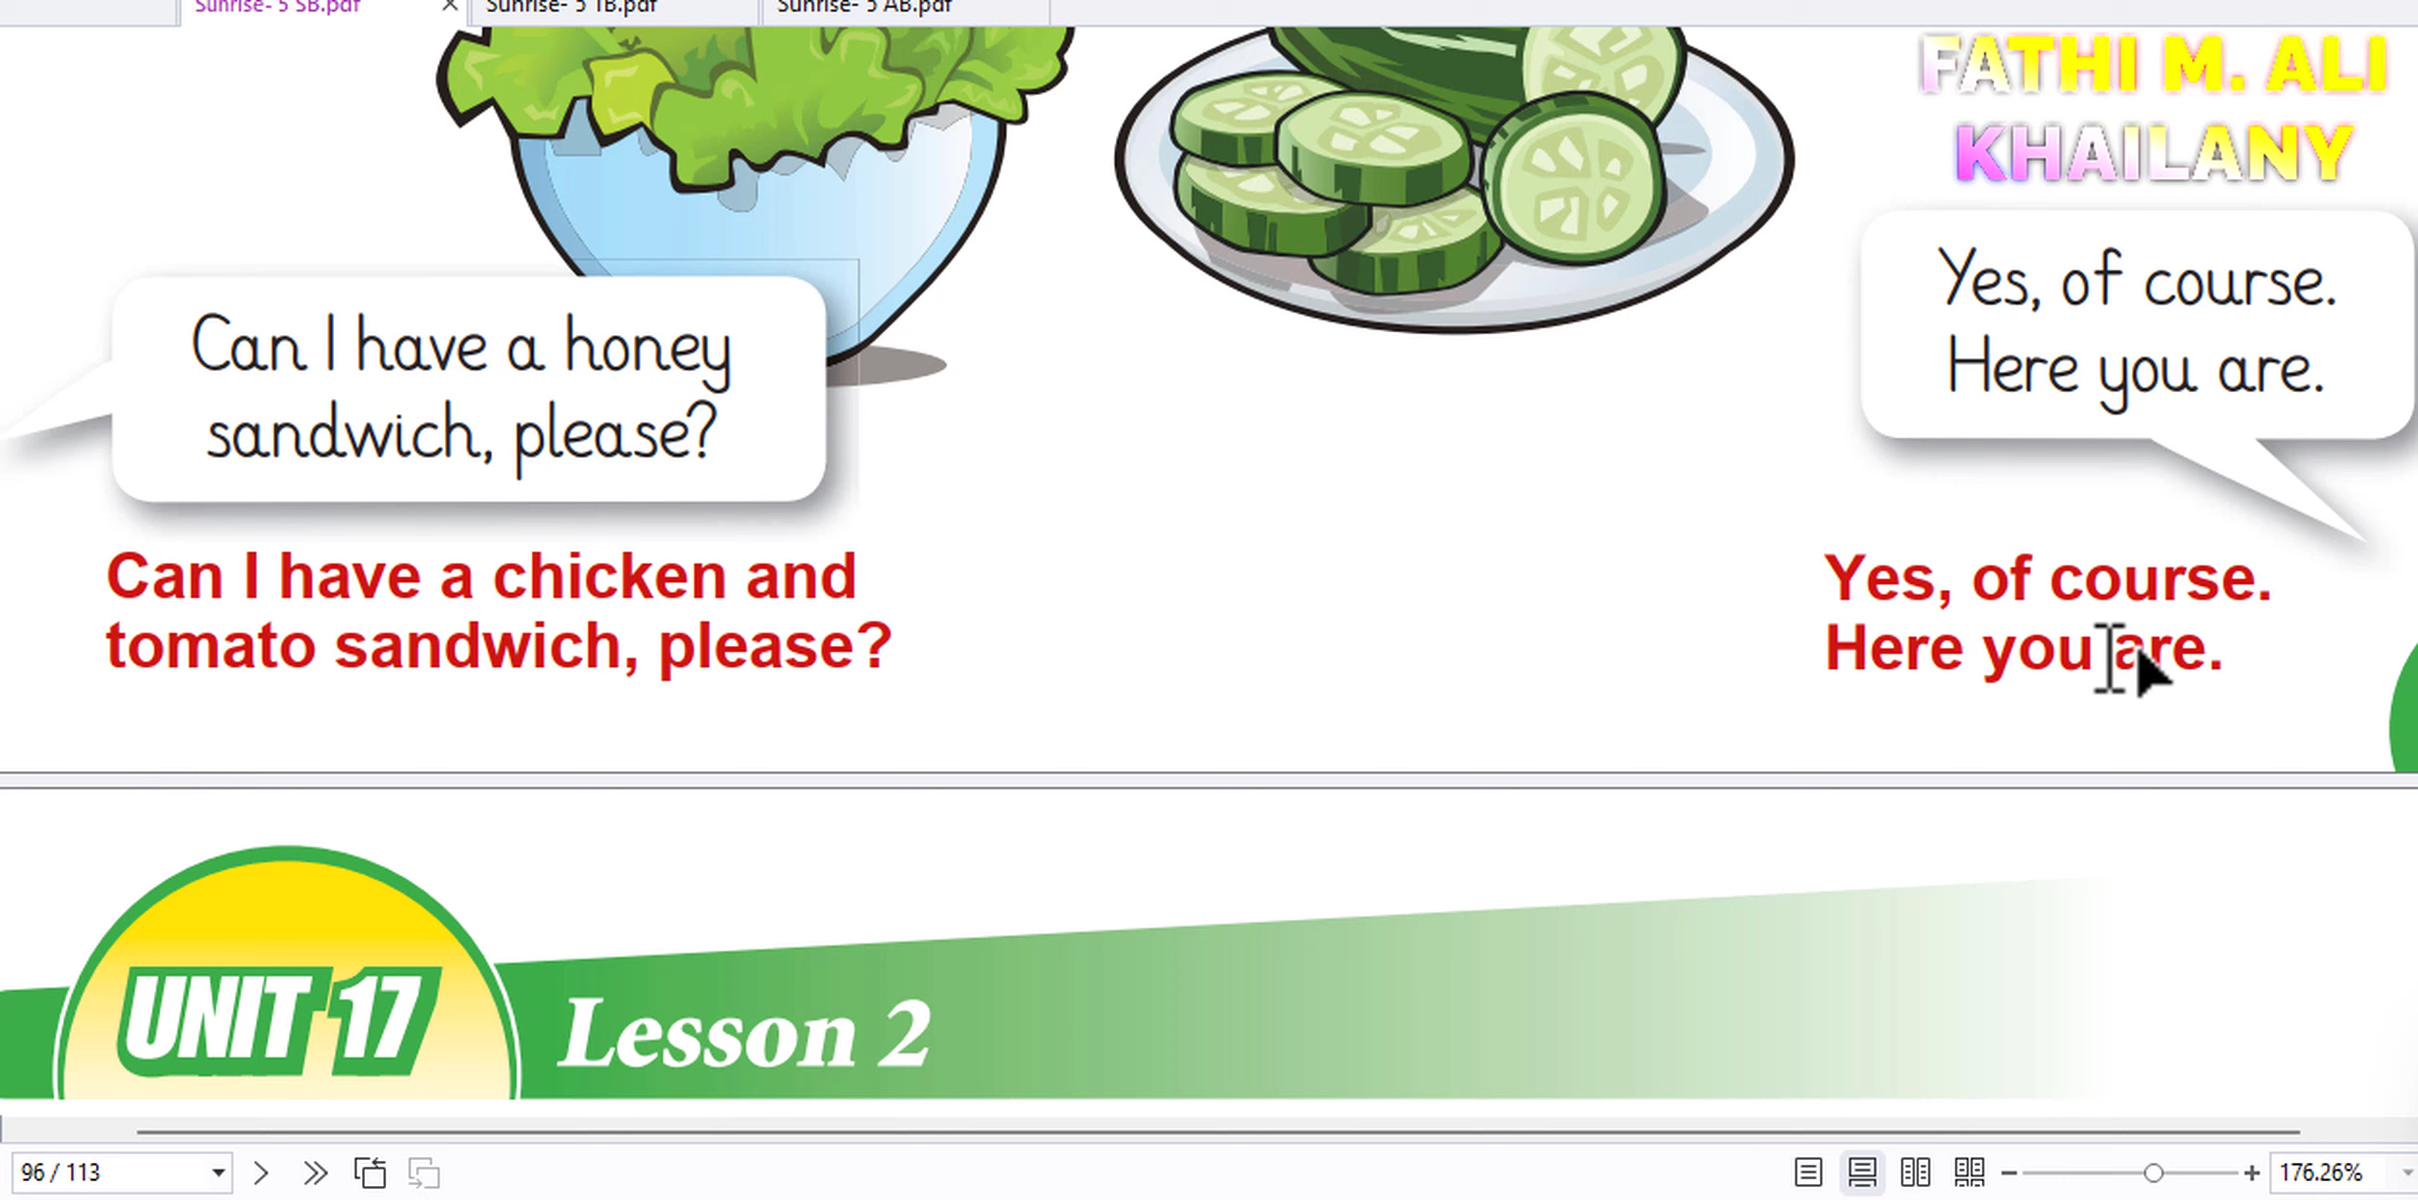 Sunrise- 5 SB.pdf
Sunrise- 5 TB.pdf
Sunrise- 5 AB.pdf
FATHI M. ALI
KHAILANY
Can I have a honey
sandwich, please?
Yes, of course.
Here you are.
Can I have a chicken and
tomato sandwich, please?
Yes, of course.
Here you are.
UNIT 17
Lesson 2
96 / 113
176.26%